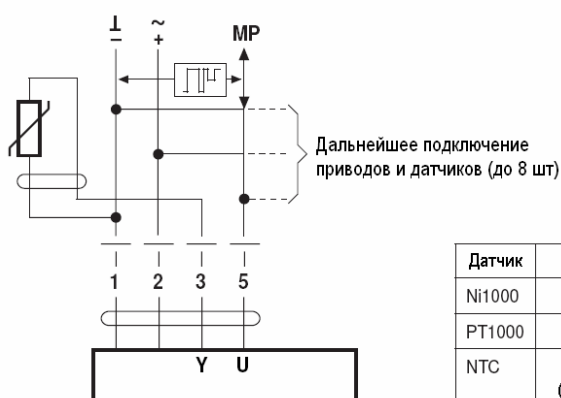 ⊥ ~
– + MP
Дальнейшее подключение
приводов и датчиков (до 8 шт)
1 2 3 5
Y U
Датчик
Ni1000
PT1000
NTC
(